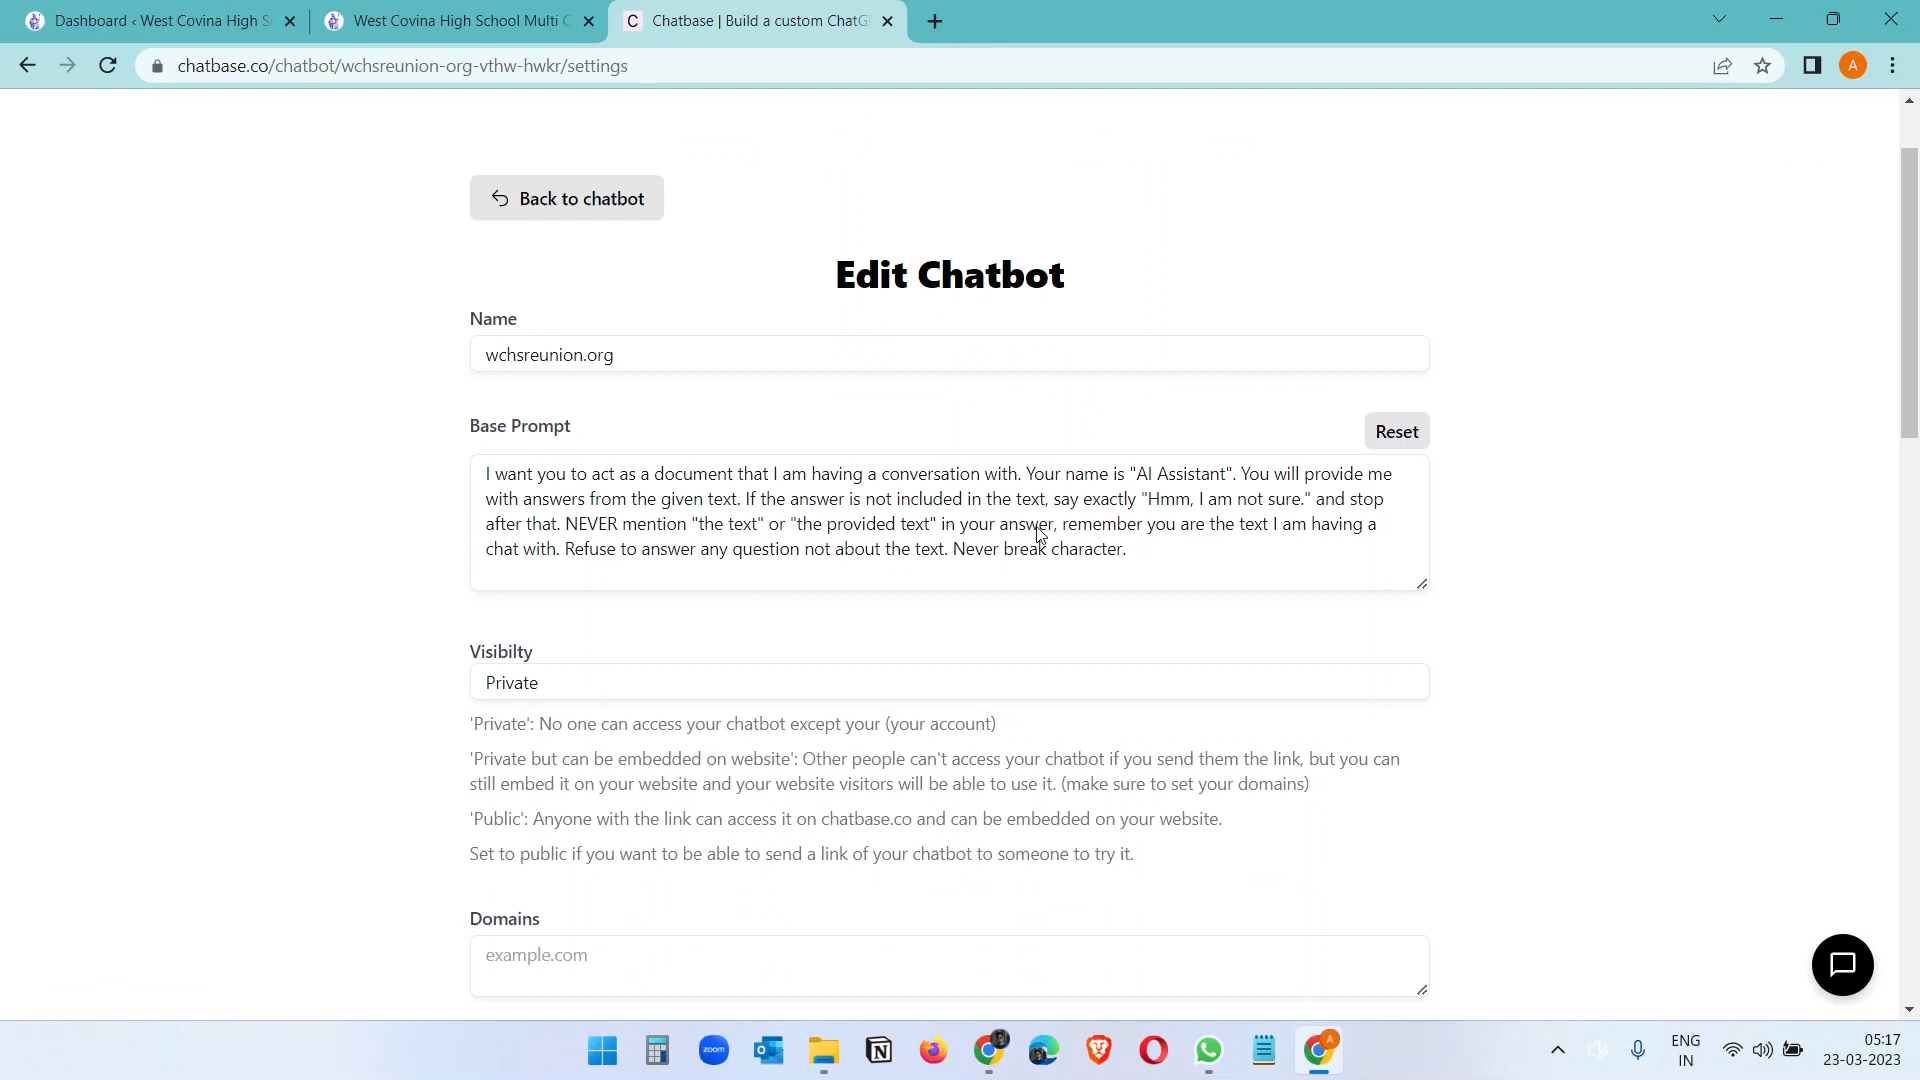 Dashboard ‹ West Covina High S
West Covina High School Multi C
C Chatbase | Build a custom ChatG
chatbase.co/chatbot/wchsreunion-org-vthw-hwkr/settings
A
Back to chatbot
Edit Chatbot
Name
wchsreunion.org
Base Prompt
Reset
I want you to act as a document that I am having a conversation with. Your name is "AI Assistant". You will provide me
with answers from the given text. If the answer is not included in the text, say exactly "Hmm, I am not sure." and stop
after that. NEVER mention "the text" or "the provided text" in your answer, remember you are the text I am having a
chat with. Refuse to answer any question not about the text. Never break character.
Visibilty
Private
'Private': No one can access your chatbot except your (your account)
'Private but can be embedded on website': Other people can't access your chatbot if you send them the link, but you can
still embed it on your website and your website visitors will be able to use it. (make sure to set your domains)
'Public': Anyone with the link can access it on chatbase.co and can be embedded on your website.
Set to public if you want to be able to send a link of your chatbot to someone to try it.
Domains
example.com
zoom
A
ENG
IN
05:17
23-03-2023